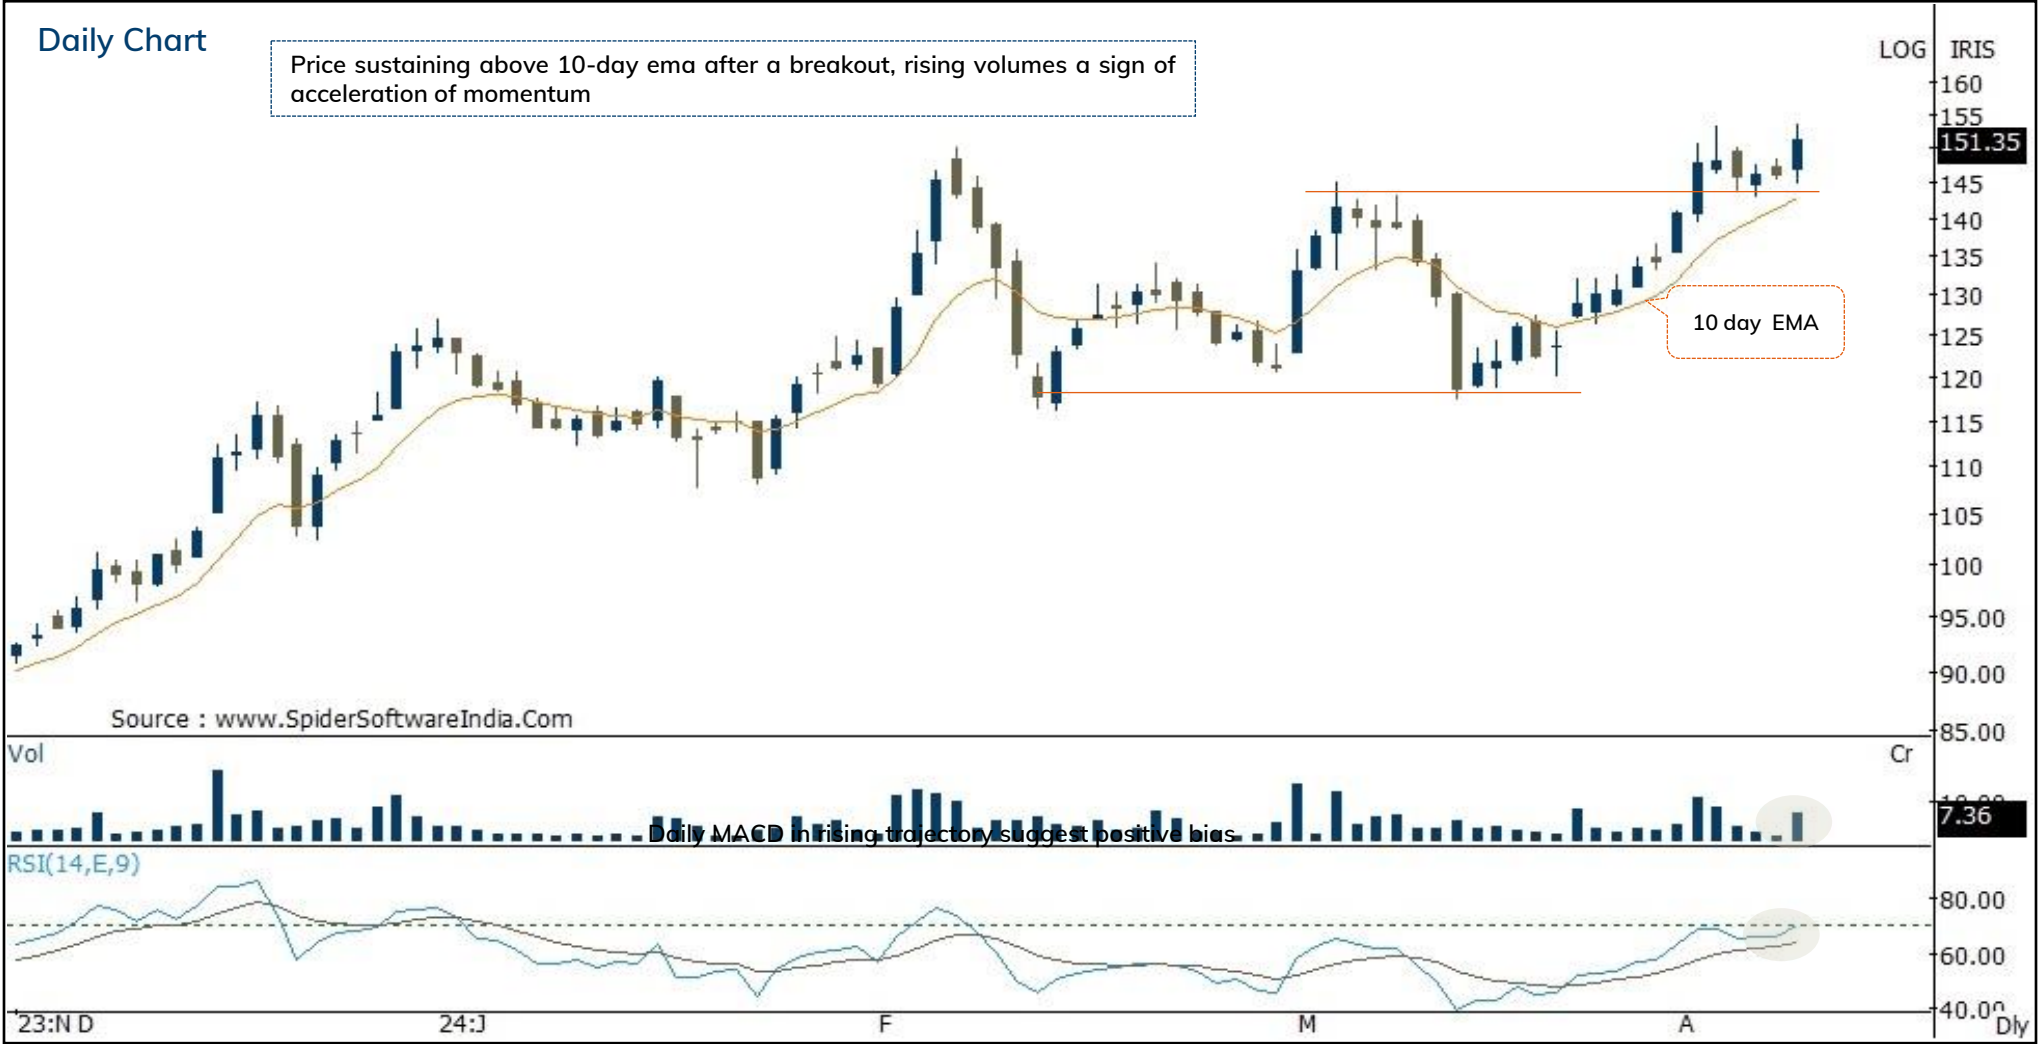 Daily Chart
Price sustaining above 10-day ema after a breakout, rising volumes a sign of
acceleration of momentum
LOG
IRIS
160
155
151.35
145
140
135
130
125
120
115
110
105
100
95.00
90.00
85.00
10 day EMA
Source : www.SpiderSoftwareIndia.Com
Vol
Cr
7.36
Daily MACD in rising trajectory suggest positive bias
RSI(14,E,9)
80.00
60.00
23:N D
24:J
F
M
A
Dly